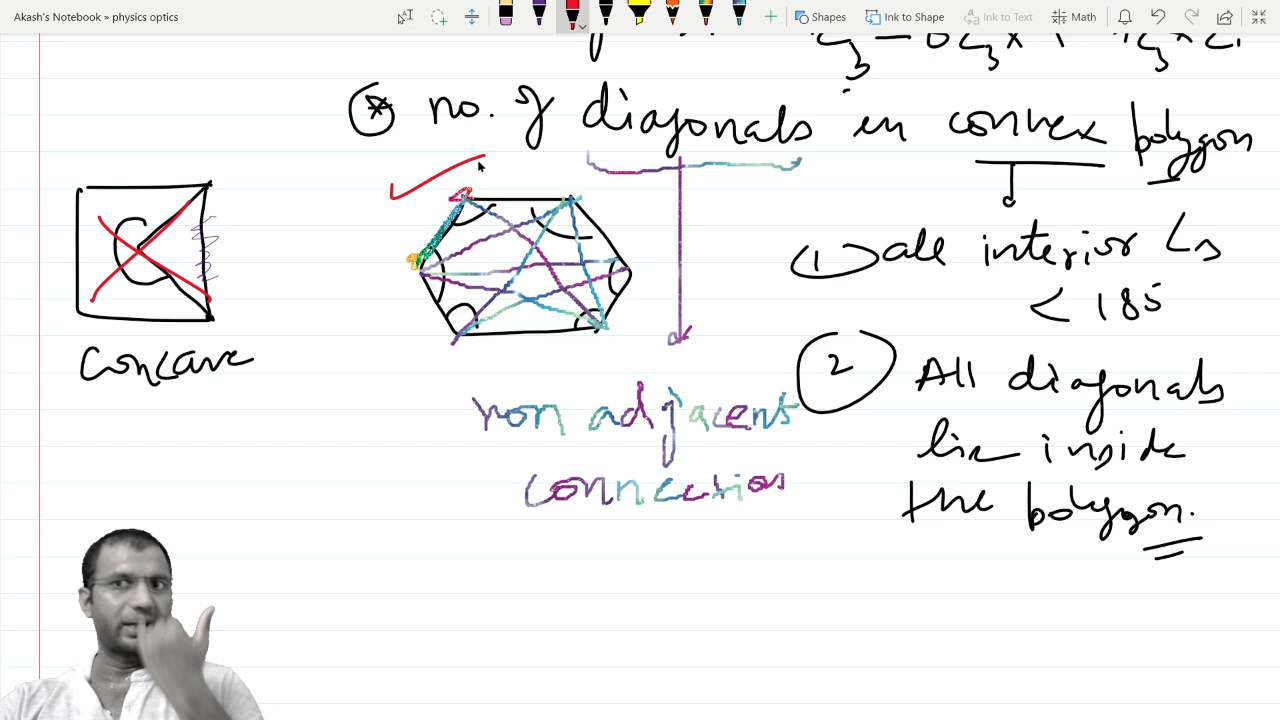 Akash's Notebook » physics optics
Shapes
Ink to Shape
Ink to Text
Math
* no. of diagonals in convex polygon
(1) all interior ∠s
< 185
concave
2 All diagonals
lie inside
the polygon.
non adjacent
connection